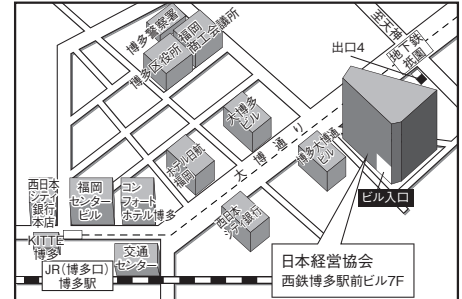 博多警察署
博多区役所
福岡
商工会議所
至天神
地下鉄
祇園
出口4
大博多
ビル
大博通り
ホテル日航
福岡
博多大博通
ビル
西日本
シティ
銀行
本店
福岡
センター
ビル
コン
フォート
ホテル博多
西日本
シティ銀行
ビル入口
KITTE
博多
交通
センター
JR(博多口)
博多駅
日本経営協会
西鉄博多駅前ビル7F